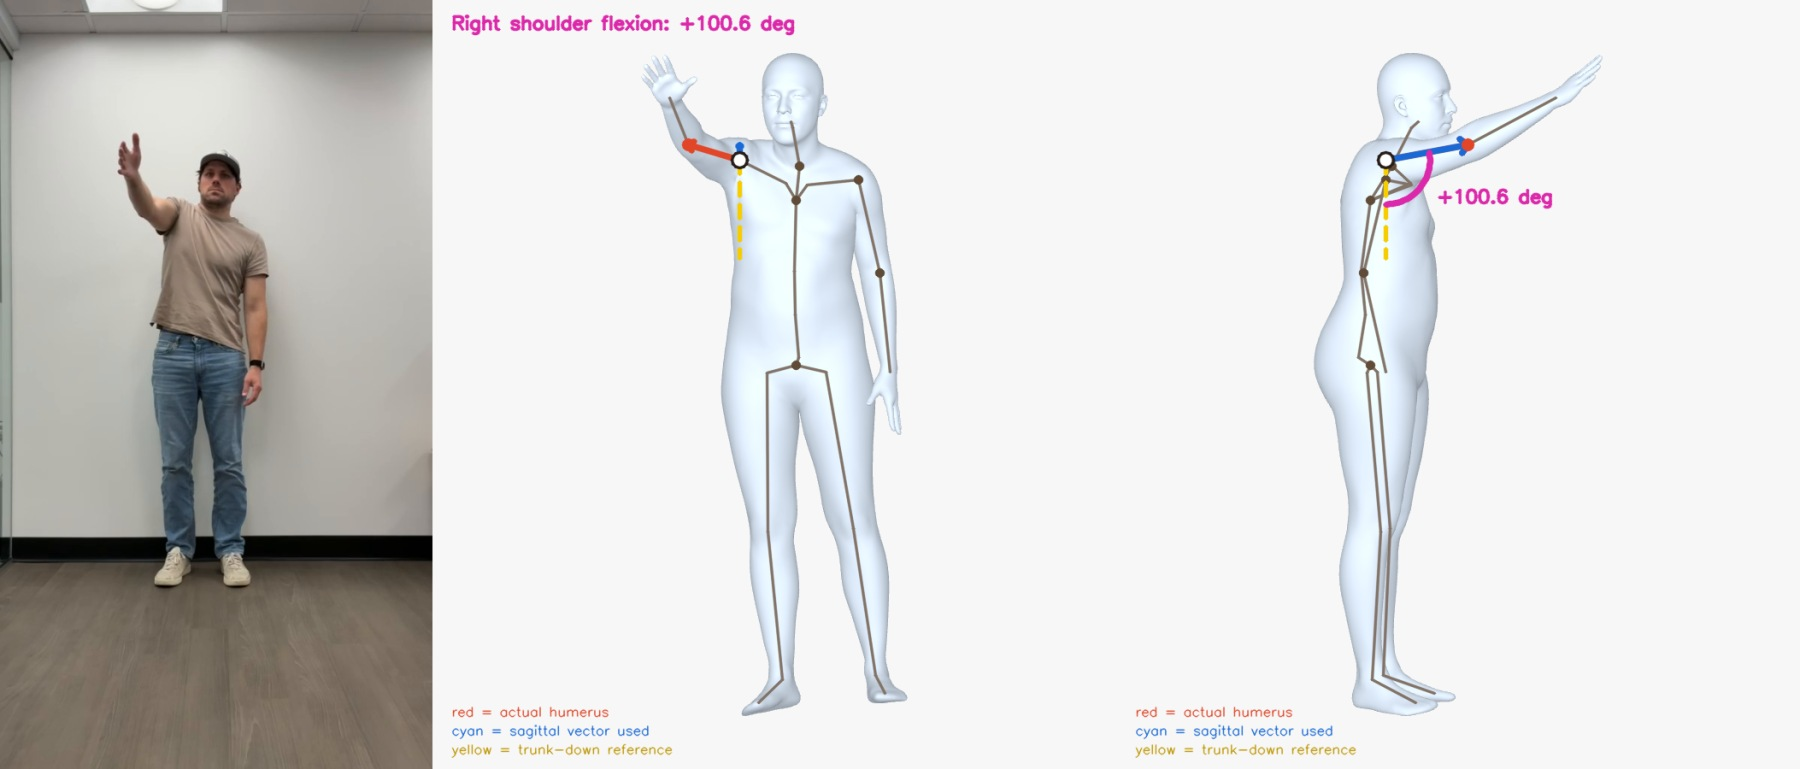 Right shoulder flexion: +100.6 deg
+100.6 deg
red = actual humerus
cyan = sagittal vector used
yellow = trunk-down reference
red = actual humerus
cyan = sagittal vector used
yellow = trunk-down reference